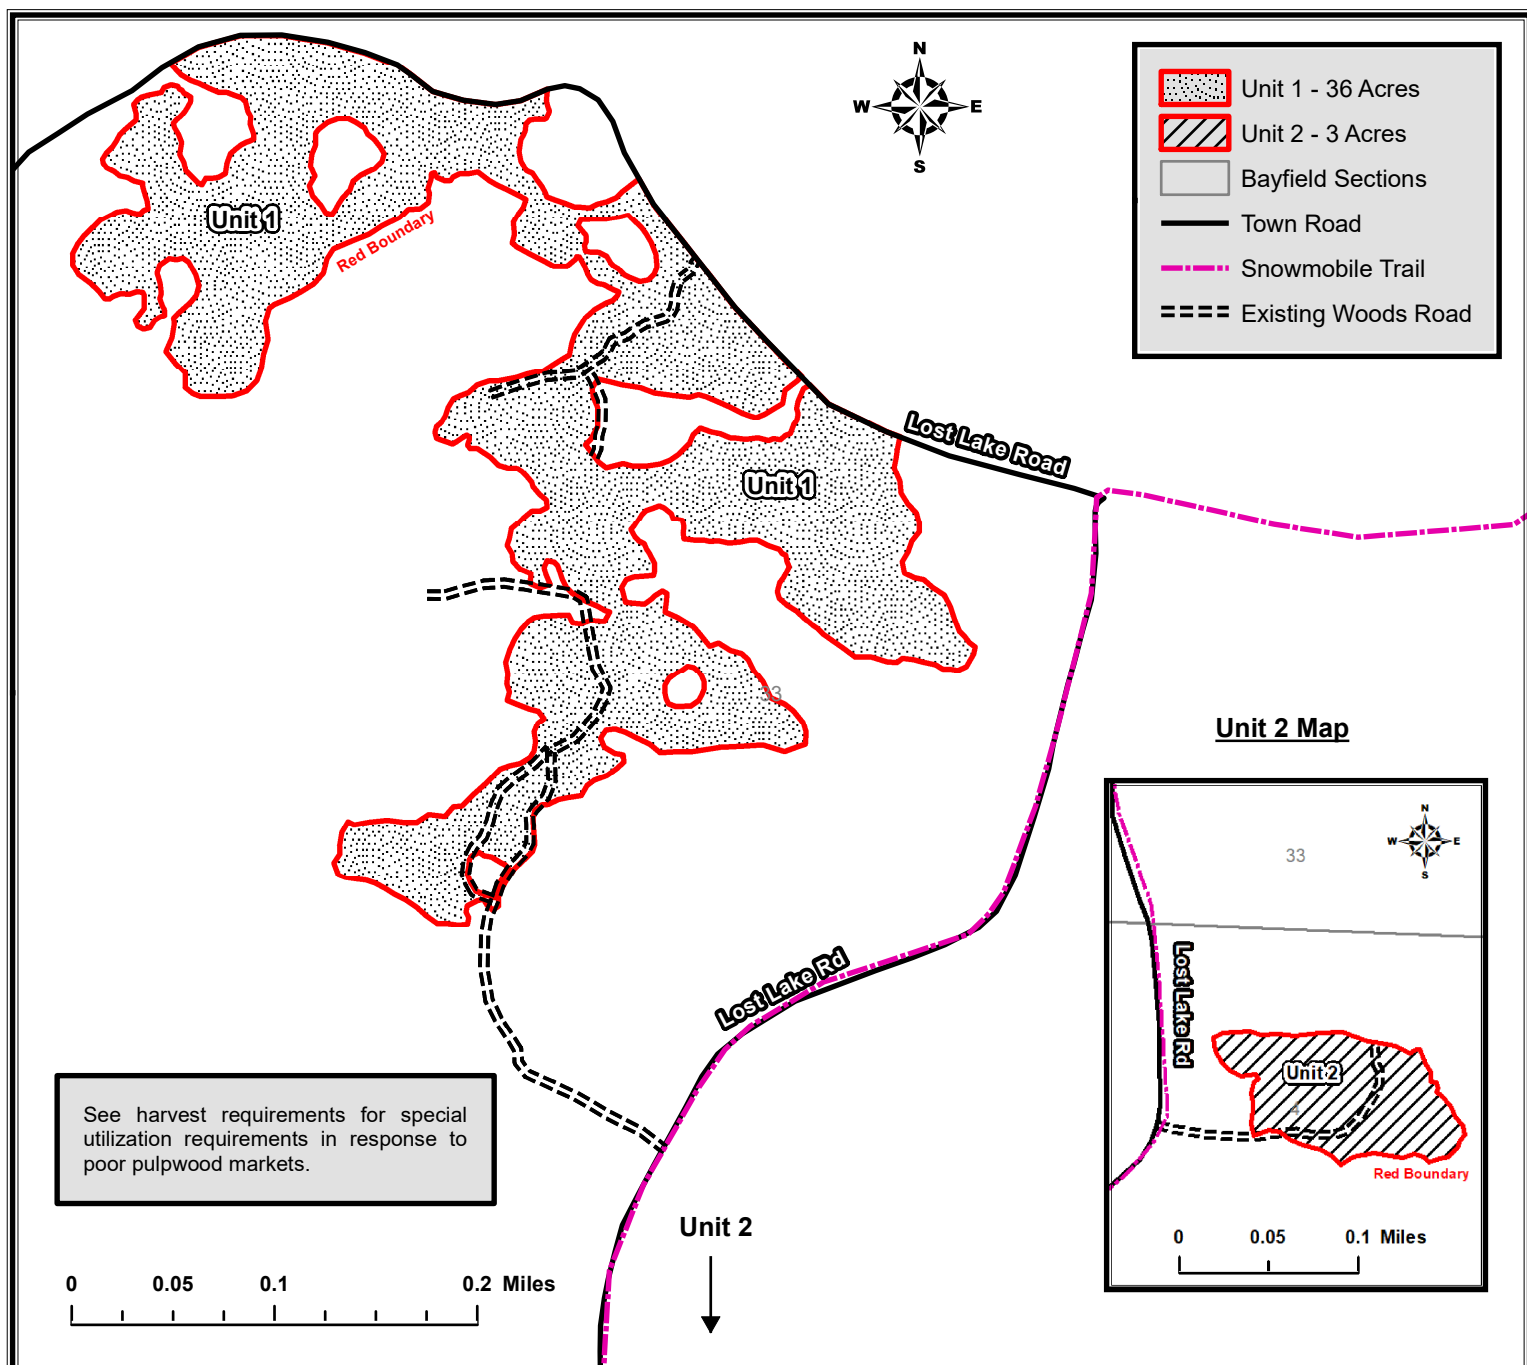 N
W E
S
Unit 1 - 36 Acres
Unit 2 - 3 Acres
Bayfield Sections
Town Road
Snowmobile Trail
Existing Woods Road
Unit 1
Red Boundary
Lost Lake Road
Unit 1
33
Unit 2 Map
N
W E
S
33
Lost Lake Rd
Unit 2
4
Red Boundary
0 0.05 0.1 Miles
Lost Lake Rd
See harvest requirements for special
utilization requirements in response to
poor pulpwood markets.
Unit 2
0 0.05 0.1 0.2 Miles